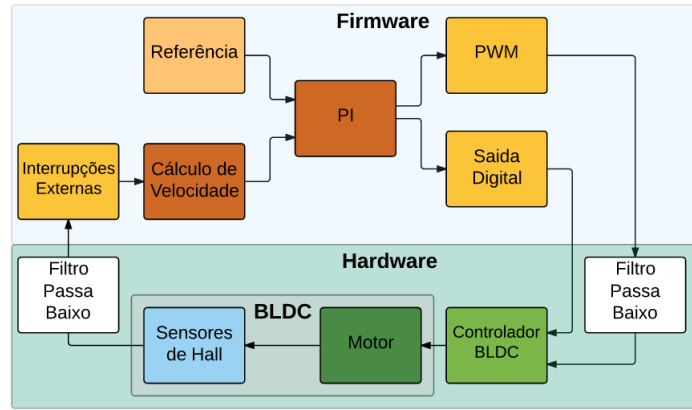 Firmware
Referência
PWM
PI
Interrupções
Externas
Cálculo de
Velocidade
Saida
Digital
Hardware
Filtro
Passa
Baixo
BLDC
Sensores
de Hall
Motor
Controlador
BLDC
Filtro
Passa
Baixo